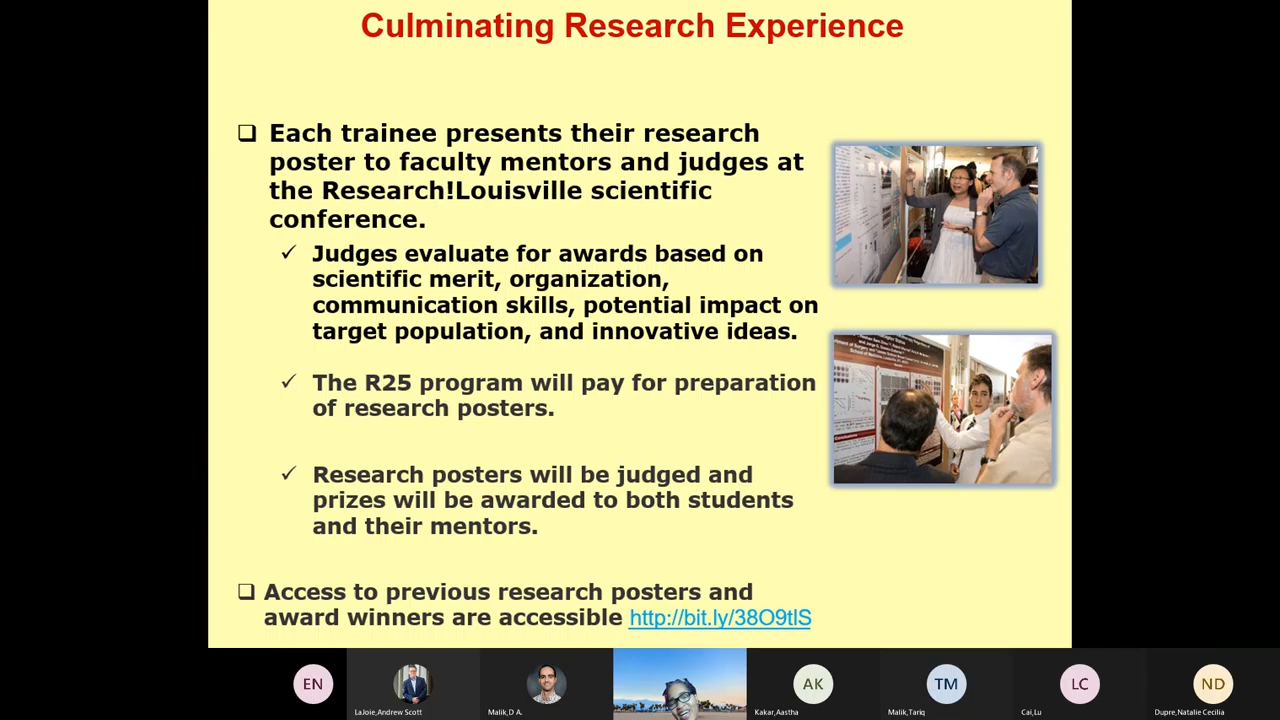 Culminating Research Experience
❑ Each trainee presents their research
poster to faculty mentors and judges at
the Research!Louisville scientific
conference.
✓ Judges evaluate for awards based on
scientific merit, organization,
communication skills, potential impact on
target population, and innovative ideas.
✓ The R25 program will pay for preparation
of research posters.
✓ Research posters will be judged and
prizes will be awarded to both students
and their mentors.
❑ Access to previous research posters and
award winners are accessible http://bit.ly/38O9tlS
EN
LaJoie,Andrew Scott
Malik,D A.
AK
Kakar,Aastha
TM
Malik,Tariq
LC
Cai,Lu
ND
Dupre,Natalie Cecilia